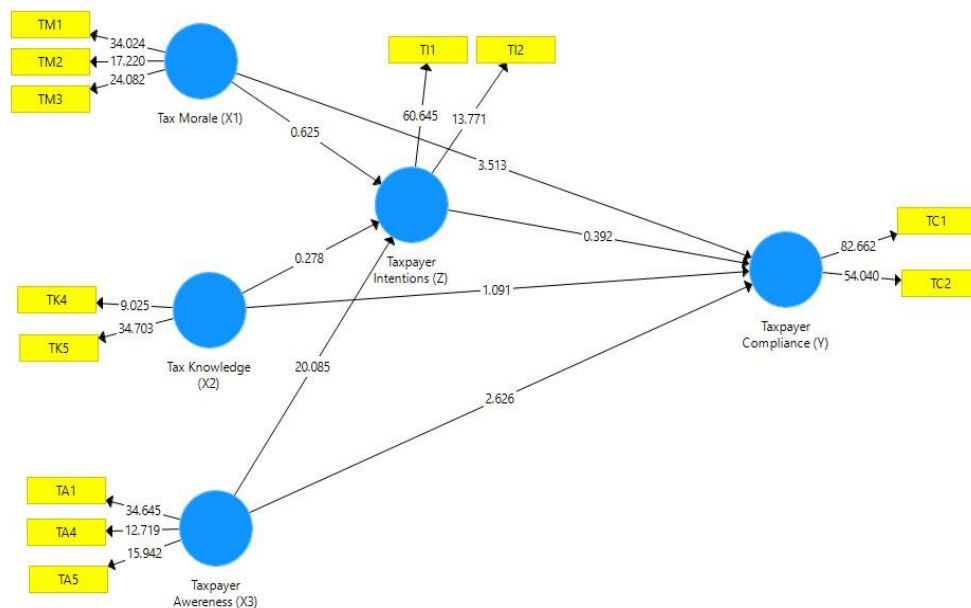 TM1
34.024
TM2
17.220
TM3
24.082
Tax Morale (X1)
TI1
TI2
60.645
13.771
0.625
3.513
Taxpayer
Intentions (Z)
0.278
0.392
TC1
82.662
TC2
54.040
Taxpayer
Compliance (Y)
TK4
9.025
TK5
34.703
Tax Knowledge
(X2)
1.091
20.085
2.626
TA1
34.645
TA4
12.719
TA5
15.942
Taxpayer
Awereness (X3)